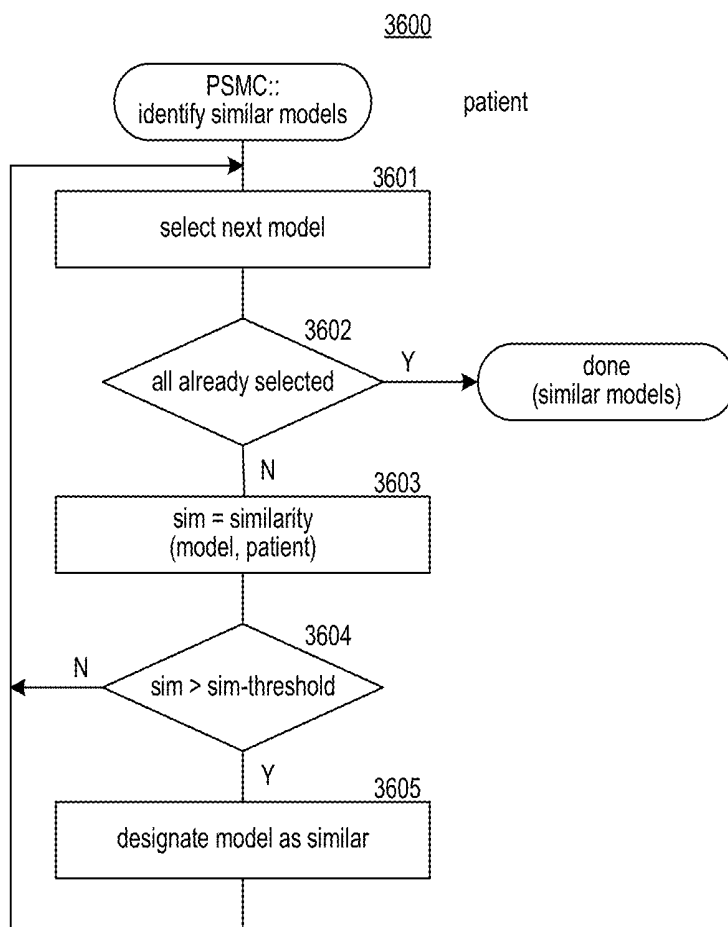 3600
PSMC::
identify similar models
patient
3601
select next model
3602
all already selected
Y
done
(similar models)
N
3603
sim = similarity
(model, patient)
3604
N
sim > sim-threshold
Y
3605
designate model as similar